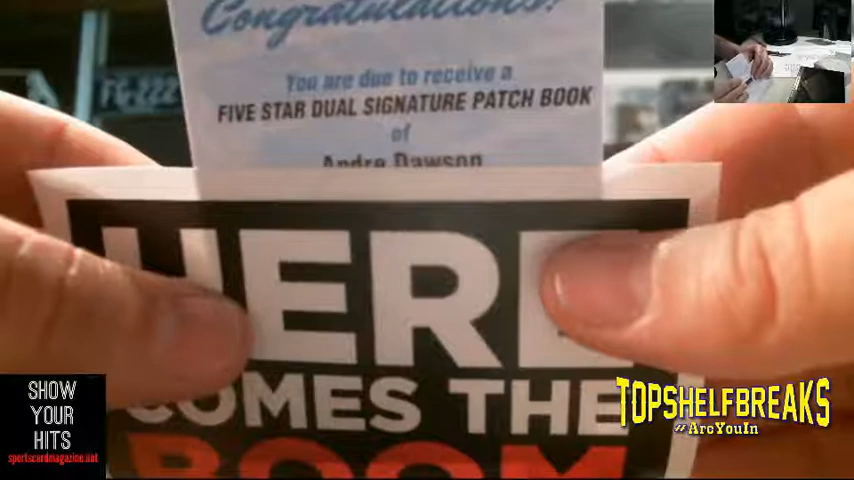 Congratulations!
You are due to receive a
FIVE STAR DUAL SIGNATURE PATCH BOOK
of
Andre Dawson
HERE
COMES THE
BOOM
SHOW
YOUR
HITS
sportscardmagazine.net
TOPSHELFBREAKS
#AreYouIn